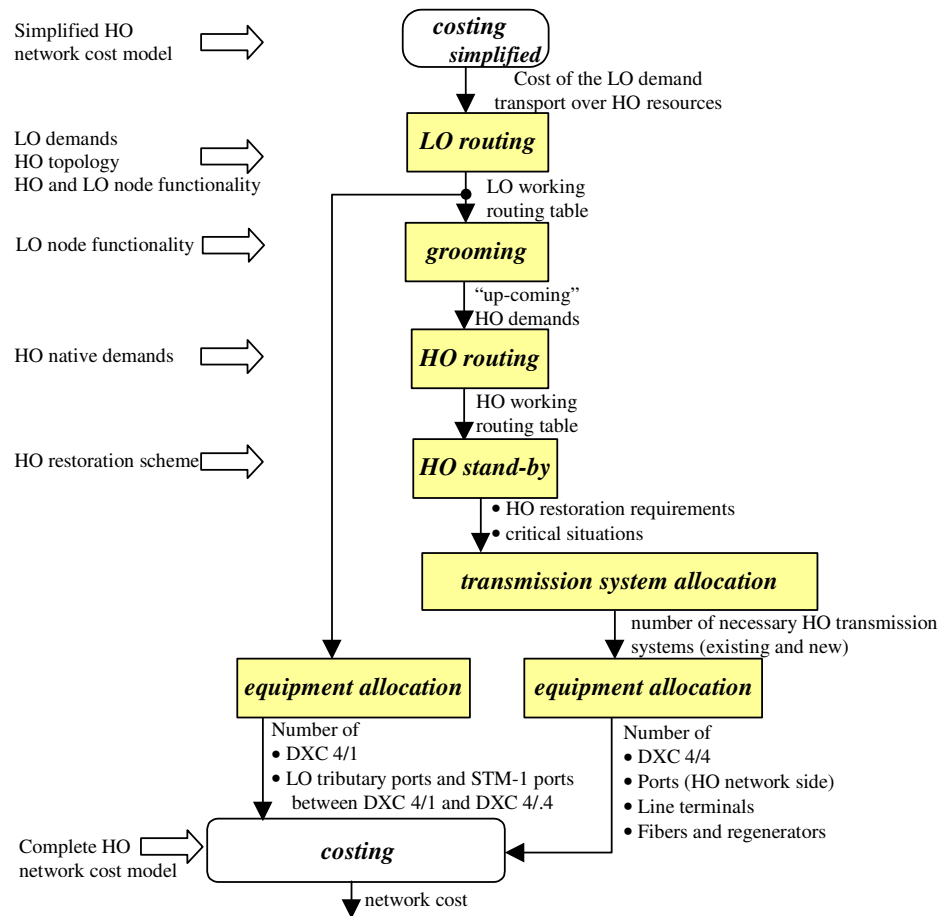 Simplified HO
network cost model
costing
simplified
Cost of the LO demand
transport over HO resources
LO demands
HO topology
HO and LO node functionality
LO routing
LO working
routing table
LO node functionality
grooming
“up-coming”
HO demands
HO native demands
HO routing
HO working
routing table
HO restoration scheme
HO stand-by
• HO restoration requirements
• critical situations
transmission system allocation
number of necessary HO transmission
systems (existing and new)
equipment allocation
equipment allocation
Number of
• DXC 4/1
• LO tributary ports and STM-1 ports
between DXC 4/1 and DXC 4/.4
Number of
• DXC 4/4
• Ports (HO network side)
• Line terminals
• Fibers and regenerators
Complete HO
network cost model
costing
network cost